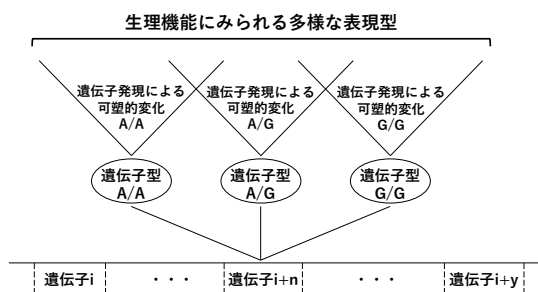 生理機能にみられる多様な表現型
遺伝子発現による
可塑的変化
A/A
遺伝子発現による
可塑的変化
A/G
遺伝子発現による
可塑的変化
G/G
遺伝子型
A/A
遺伝子型
A/G
遺伝子型
G/G
遺伝子i
・・・
遺伝子i+n
・・・
遺伝子i+y